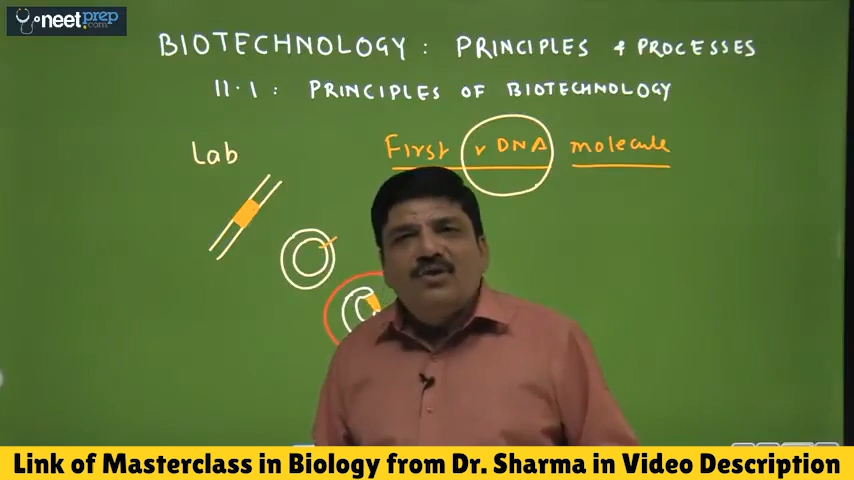 neetprep
.com
BIOTECHNOLOGY : PRINCIPLES & PROCESSES
11.1 : PRINCIPLES OF BIOTECHNOLOGY
Lab
First r DNA molecule
Link of Masterclass in Biology from Dr. Sharma in Video Description